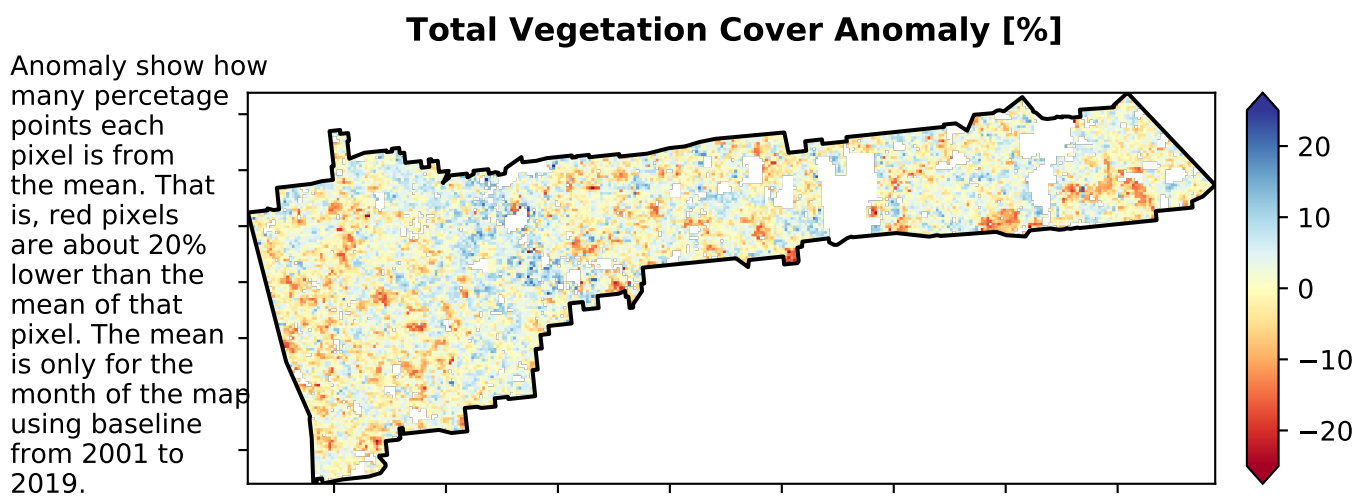 Total Vegetation Cover Anomaly [%]
Anomaly show how
many percetage
points each
pixel is from
the mean. That
is, red pixels
are about 20%
lower than the
mean of that
pixel. The mean
is only for the
month of the map
using baseline
from 2001 to
2019.
20
10
0
−10
−20